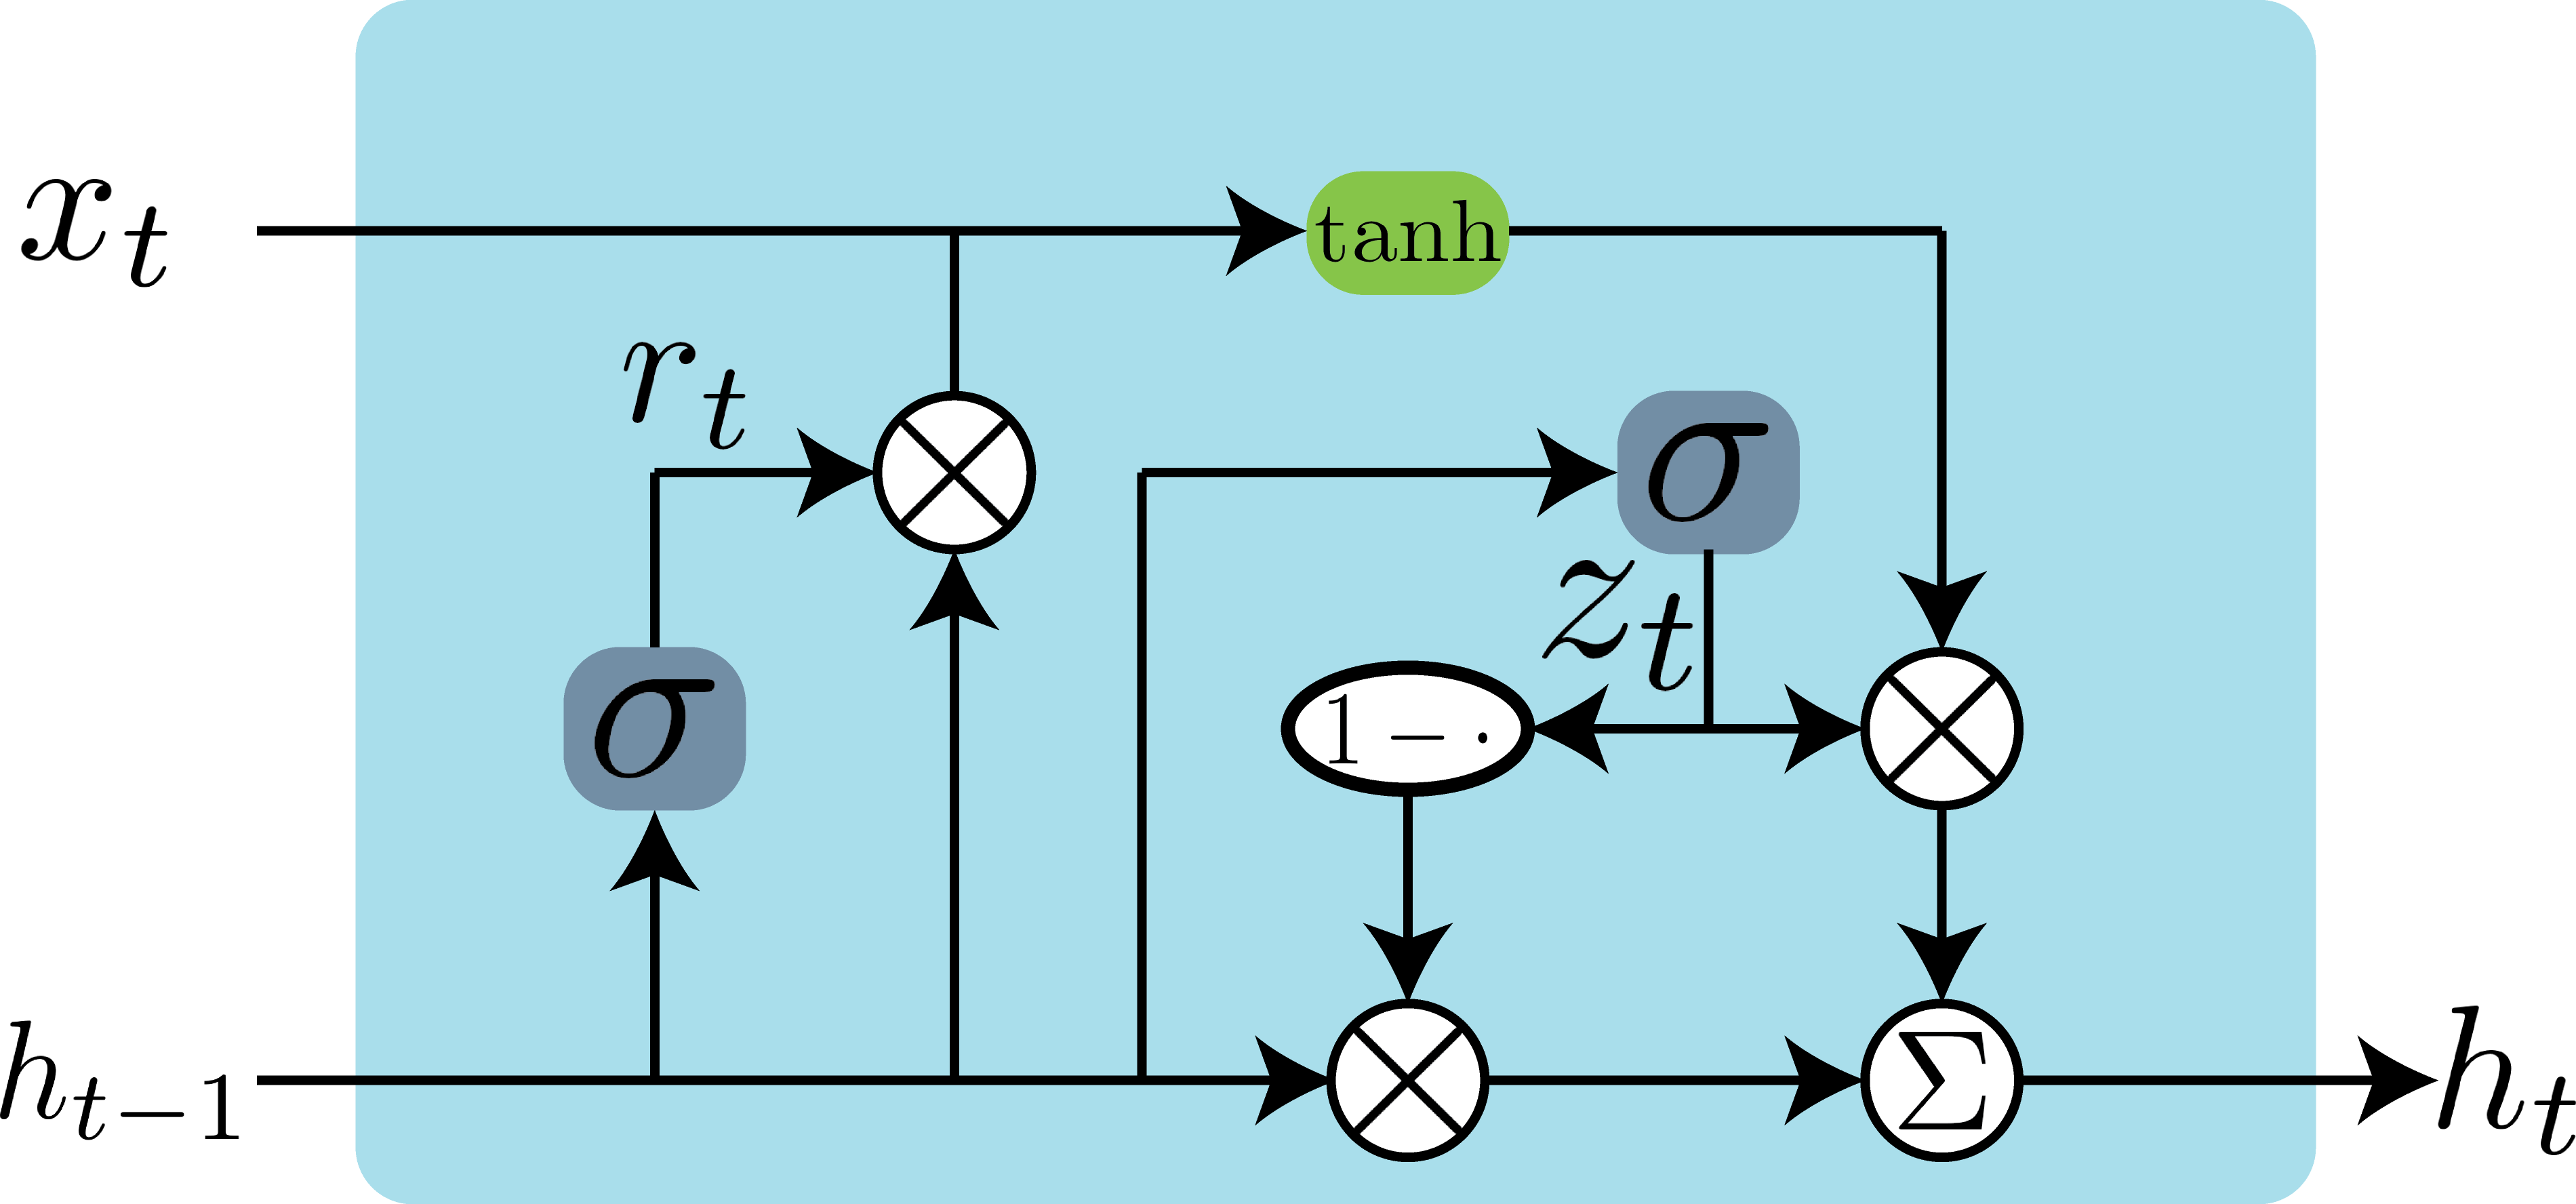 x_t
tanh
r_t
σ
z_t
σ
1 − ·
h_{t−1}
Σ
h_t